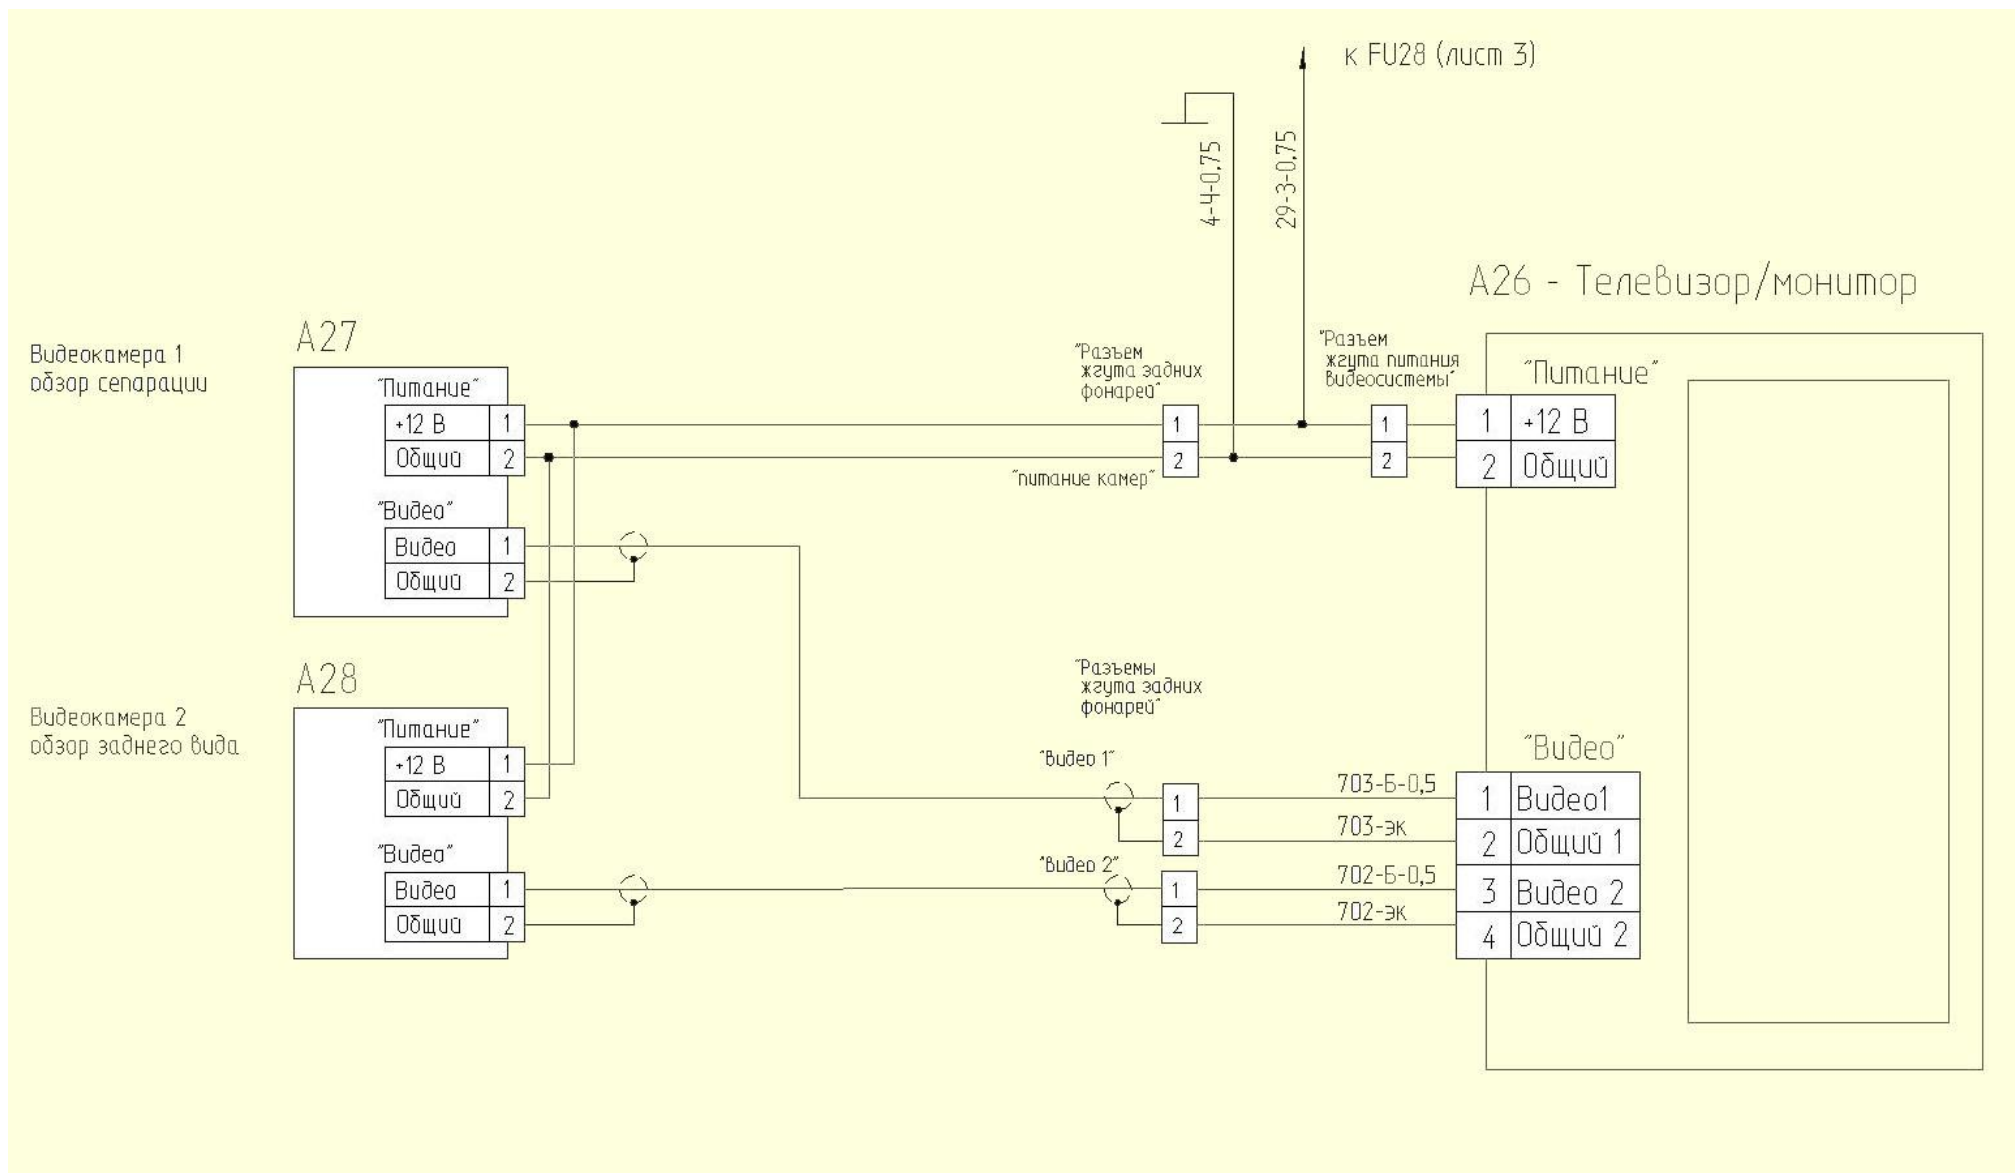 к FU28 (лист 3)
4-Ч-0,75
29-3-0,75
А26 - Телевизор/монитор
А27
Видеокамера 1
обзор сепарации
"Питание"
+12 В 1
Общий 2
"Видео"
Видео 1
Общий 2
"Разъем
жгута задних
фонарей"
1
2
"питание камер"
"Разъем
жгута питания
видеосистемы"
1
2
"Питание"
1 +12 В
2 Общий
А28
Видеокамера 2
обзор заднего вида
"Питание"
+12 В 1
Общий 2
"Видео"
Видео 1
Общий 2
"Разъемы
жгута задних
фонарей"
"Видео 1"
1
2
"Видео 2"
1
2
703-Б-0,5
703-эк
702-Б-0,5
702-эк
"Видео"
1 Видео1
2 Общий 1
3 Видео 2
4 Общий 2